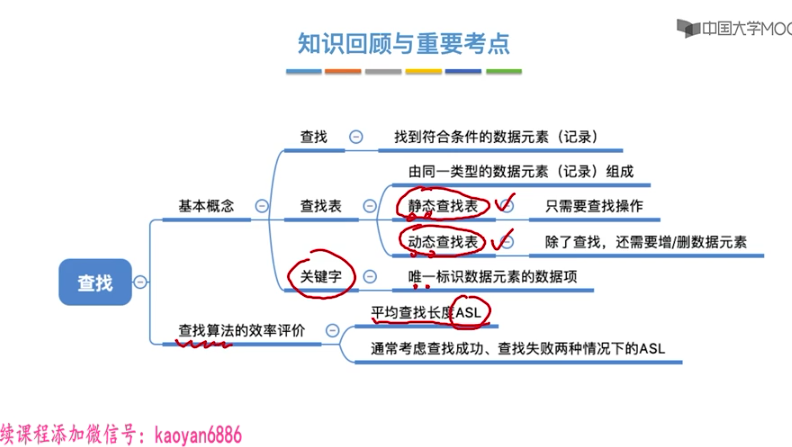 知识回顾与重要考点
中国大学MOO
查找
找到符合条件的数据元素（记录）
由同一类型的数据元素（记录）组成
基本概念
查找表
静态查找表
只需要查找操作
动态查找表
除了查找，还需要增/删数据元素
关键字
唯一标识数据元素的数据项
查找
查找算法的效率评价
平均查找长度ASL
通常考虑查找成功、查找失败两种情况下的ASL
续课程添加微信号：kaoyan6886